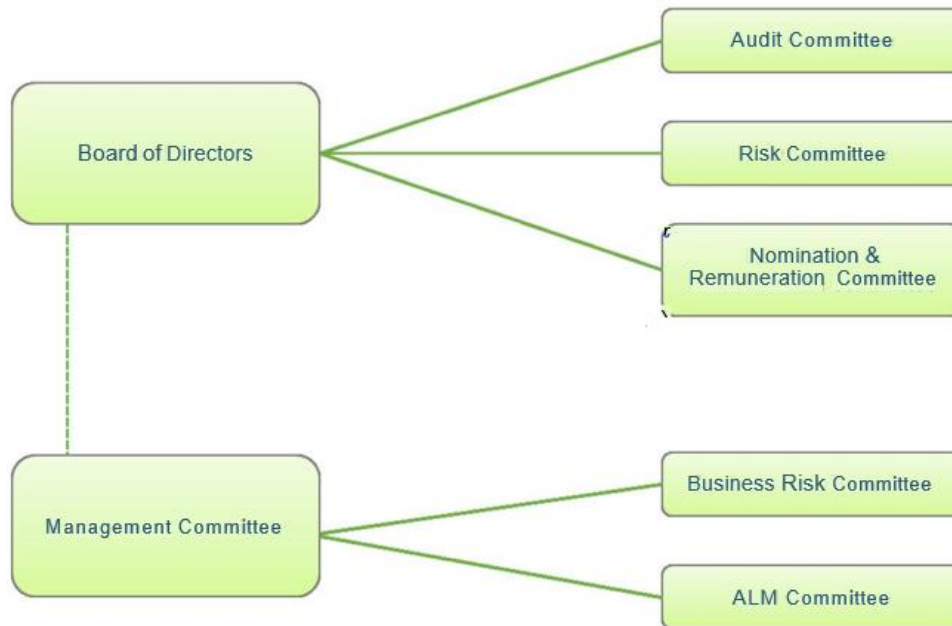 Audit Committee
Board of Directors
Risk Committee
Nomination &
Remuneration Committee
Business Risk Committee
Management Committee
ALM Committee